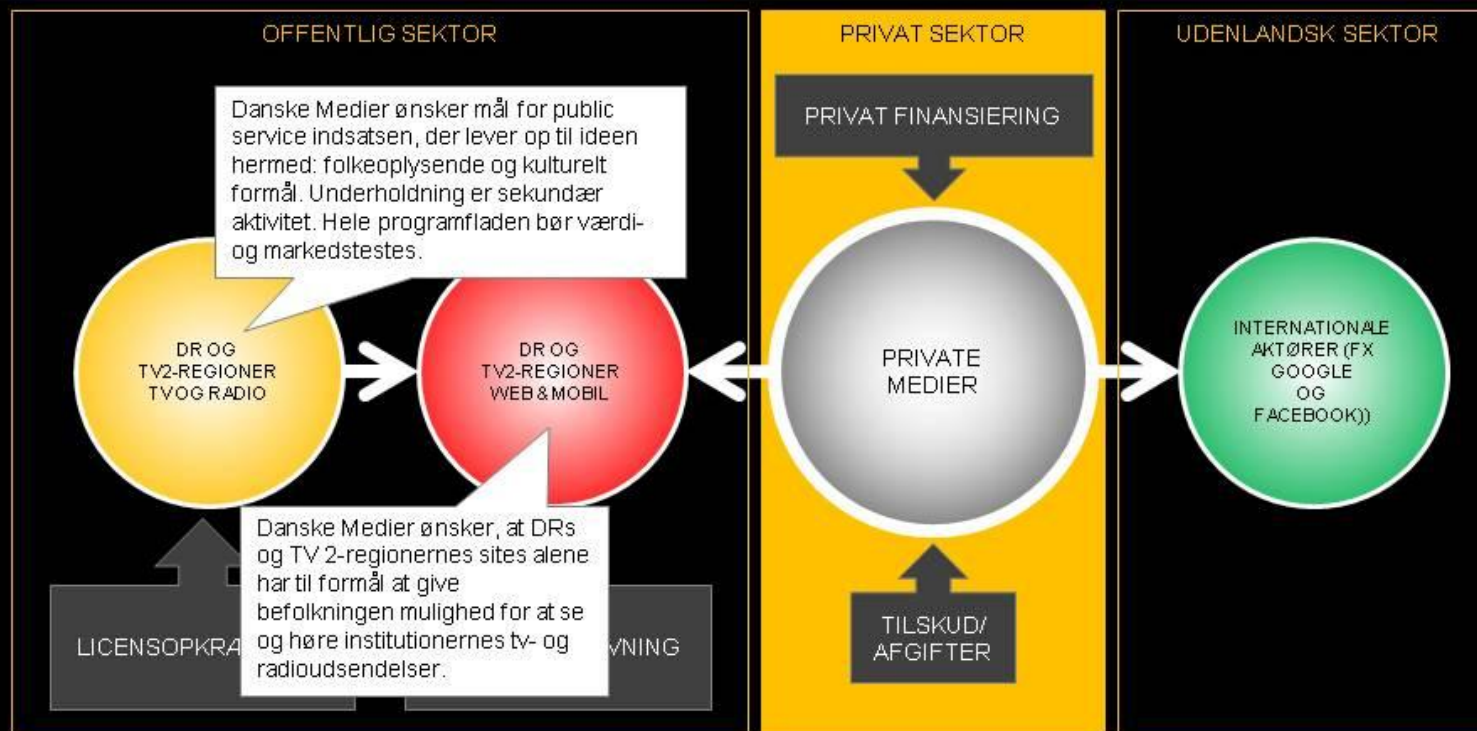 OFFENTLIG SEKTOR
Danske Medier ønsker mål for public
service indsatsen, der lever op til ideen
hermed: folkeoplysende og kulturelt
formål. Underholdning er sekundær
aktivitet. Hele programfladen bør værdi-
og markedstestes.
DR OG
TV2-REGIONER
TV OG RADIO
DR OG
TV2-REGIONER
WEB & MOBIL
Danske Medier ønsker, at DRs
og TV 2-regionernes sites alene
har til formål at give
befolkningen mulighed for at se
og høre institutionernes tv- og
radioudsendelser.
PRIVAT SEKTOR
PRIVAT FINANSIERING
PRIVATE
MEDIER
TILSKUD/
AFGIFTER
UDENLANDSK SEKTOR
INTERNATIONALE
AKTØRER (FX
GOOGLE
OG
FACEBOOK))